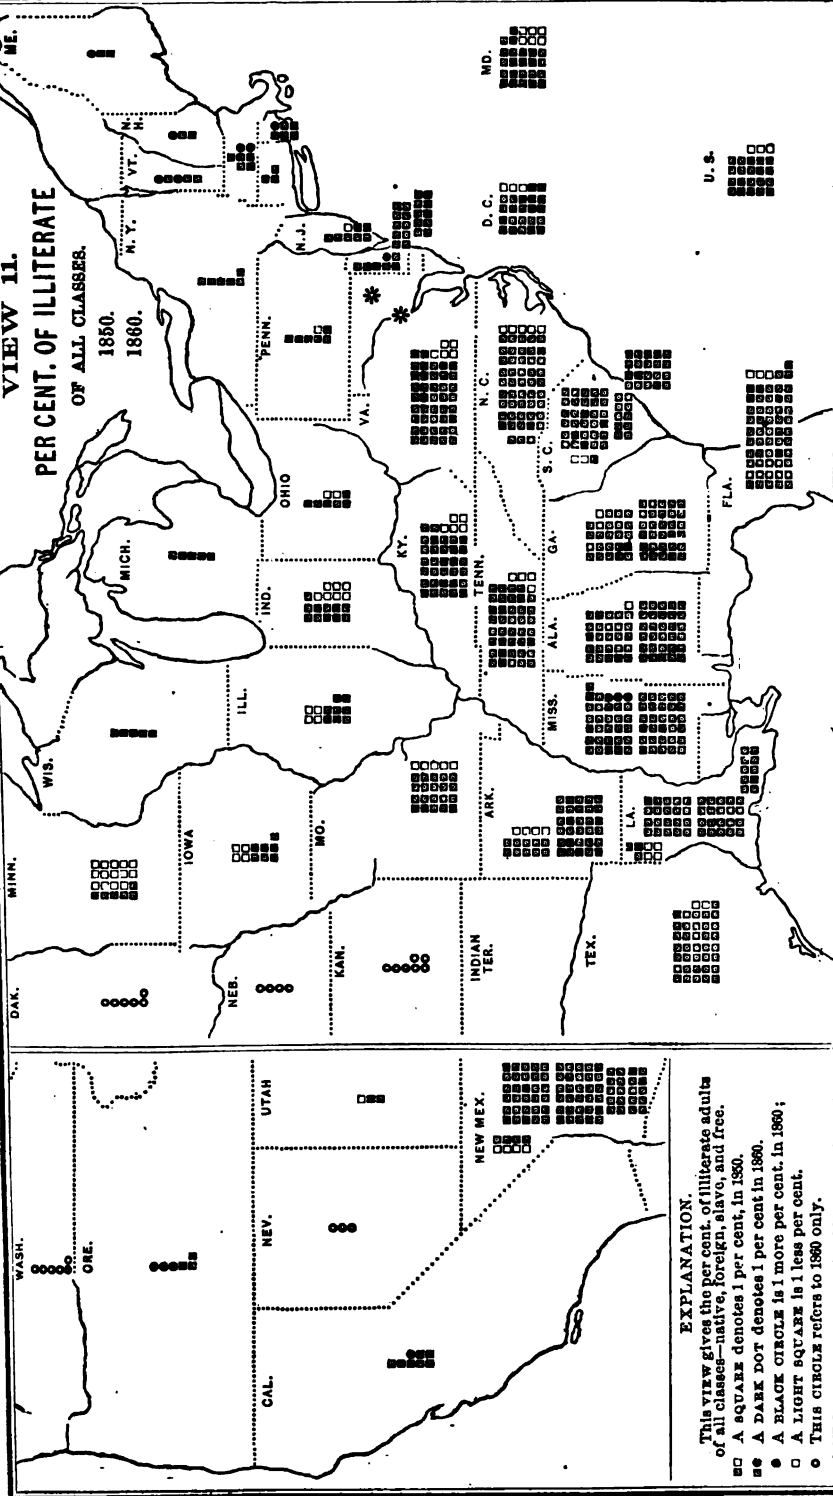 VIEW 11.
PER CENT. OF ILLITERATE
OF ALL CLASSES.
1850.
1860.
ME.
N. H.
VT.
N. Y.
N.J.
PENN.
MD.
D. C.
U. S.
VA.
N. C.
S. C.
OHIO
MICH.
IND.
KY.
TENN.
GA.
FLA.
ALA.
MISS.
ILL.
WIS.
IOWA
MO.
ARK.
LA.
MINN.
DAK.
NEB.
KAN.
INDIAN
TER.
TEX.
WASH.
ORE.
UTAH
NEV.
CAL.
NEW MEX.
EXPLANATION.
This VIEW gives the per cent. of illiterate adults
of all classes—native, foreign, slave, and free.
A SQUARE denotes 1 per cent, in 1850.
A DARK DOT denotes 1 per cent in 1860.
A BLACK CIRCLE is 1 more per cent. in 1860;
A LIGHT SQUARE is 1 less per cent.
THIS CIRCLE refers to 1860 only.